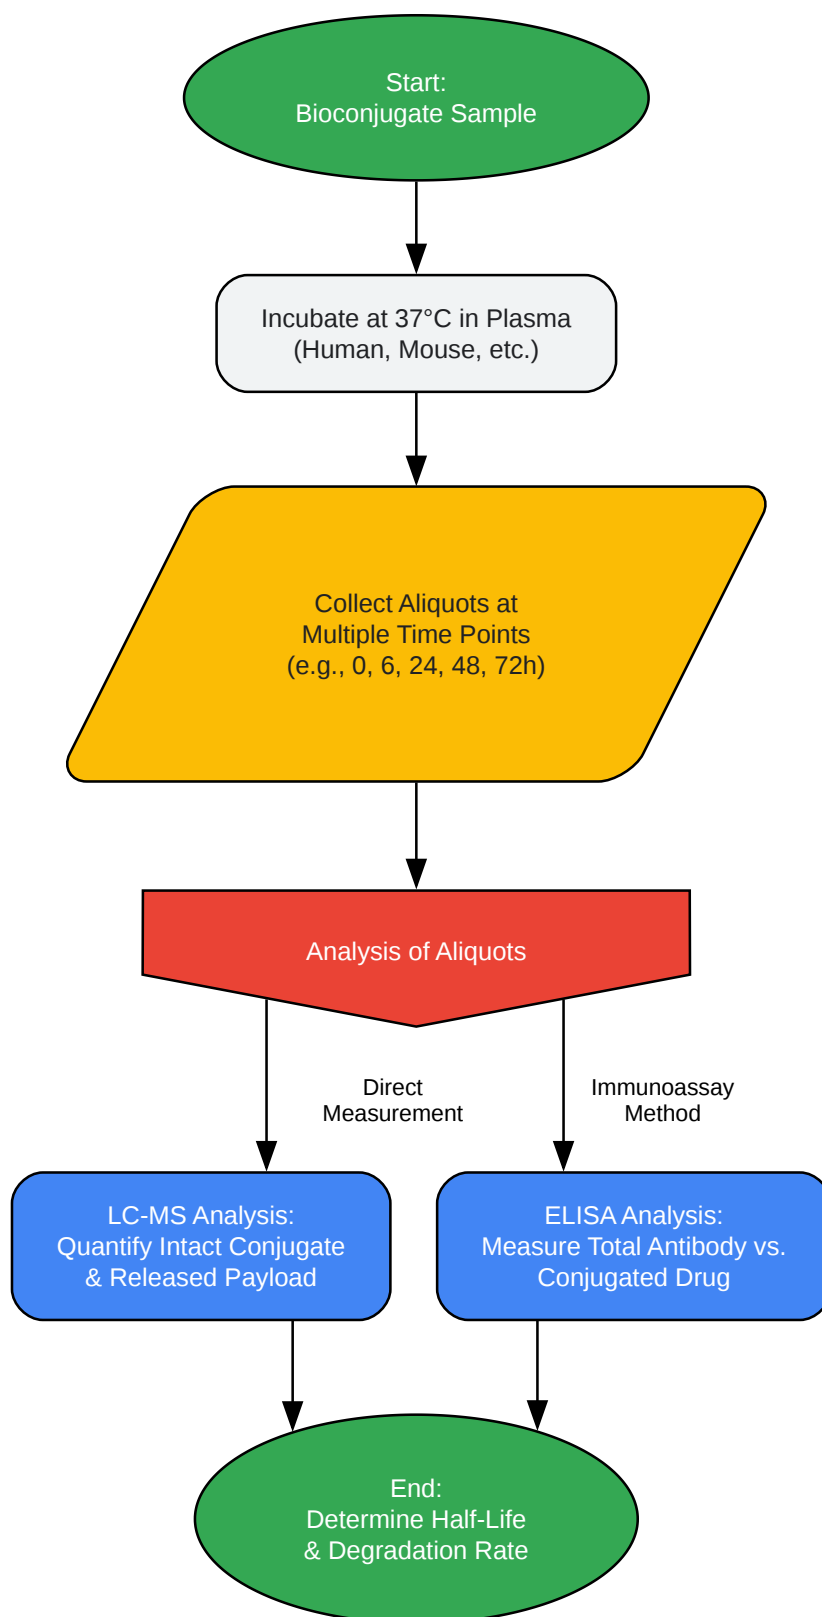 Start:
Bioconjugate Sample
Incubate at 37°C in Plasma
(Human, Mouse, etc.)
Collect Aliquots at
Multiple Time Points
(e.g., 0, 6, 24, 48, 72h)
Analysis of Aliquots
Direct
Measurement
Immunoassay
Method
LC-MS Analysis:
Quantify Intact Conjugate
& Released Payload
ELISA Analysis:
Measure Total Antibody vs.
Conjugated Drug
End:
Determine Half-Life
& Degradation Rate